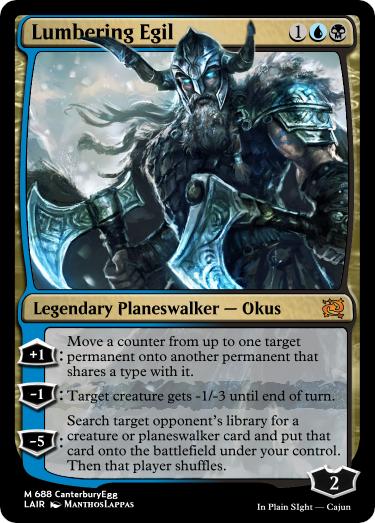 Lumbering Egil 1
Legendary Planeswalker — Okus
+1: Move a counter from up to one target
permanent onto another permanent that
shares a type with it.
-1: Target creature gets -1/-3 until end of turn.
-5: Search target opponent's library for a
creature or planeswalker card and put that
card onto the battlefield under your control.
Then that player shuffles.
2
M 688 CanterburyEgg
LAIR MANTHOSLAPPAS
In Plain SIght — Cajun